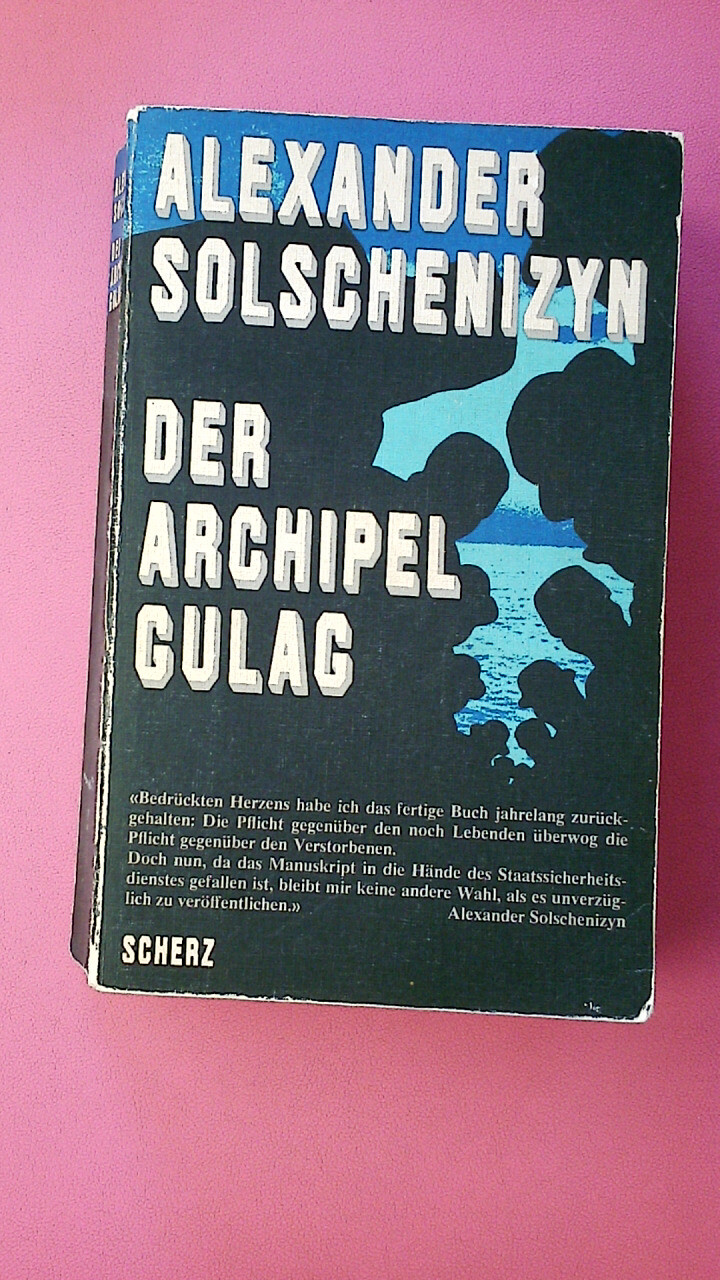 ALEXANDER
SOLSCHENIZYN
DER
ARCHIPEL
GULAG
«Bedrückten Herzens habe ich das fertige Buch jahrelang zurück-
gehalten: Die Pflicht gegenüber den noch Lebenden überwog die
Pflicht gegenüber den Verstorbenen.
Doch nun, da das Manuskript in die Hände des Staatssicherheits-
dienstes gefallen ist, bleibt mir keine andere Wahl, als es unverzüg-
lich zu veröffentlichen.» Alexander Solschenizyn
SCHERZ